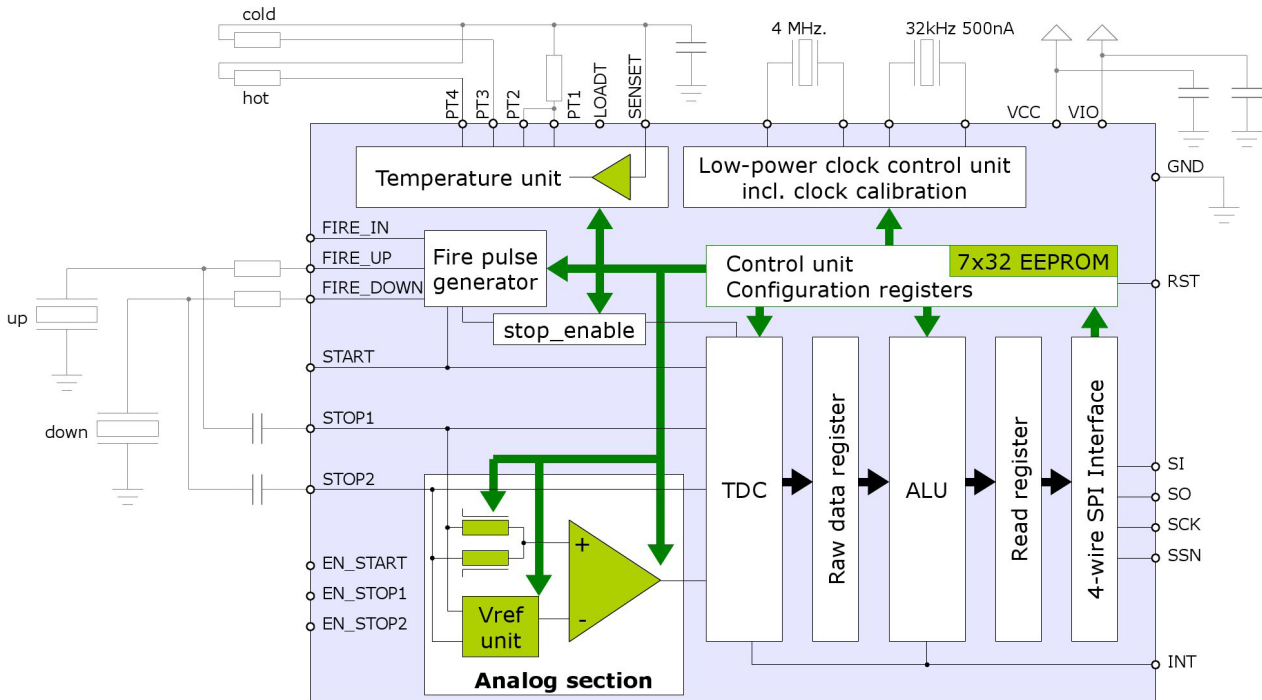 cold
4 MHz.
32kHz 500nA
hot
PT4
PT3
PT2
PT1
LOADT
SENSET
VCC
VIO
Temperature unit
Low-power clock control unit
incl. clock calibration
GND
FIRE_IN
FIRE_UP
FIRE_DOWN
Fire pulse
generator
Control unit
Configuration registers
7x32 EEPROM
RST
up
stop_enable
START
STOP1
down
STOP2
TDC
Raw data register
ALU
Read register
4-wire SPI Interface
SI
SO
SCK
SSN
+
-
EN_START
EN_STOP1
EN_STOP2
Vref
unit
Analog section
INT